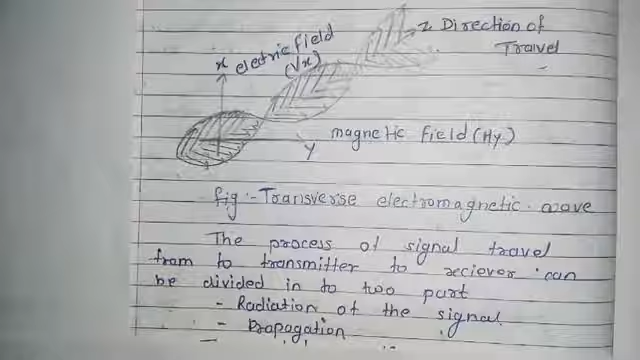 z Direction of
Travel
x electric field
(Vx)
y magnetic field (Hy)
fig :- Transverse electromagnetic wave
The process of signal travel
fram to transmitter to reciever can
be divided in to two part
- Radiation of the signal
- Propagation